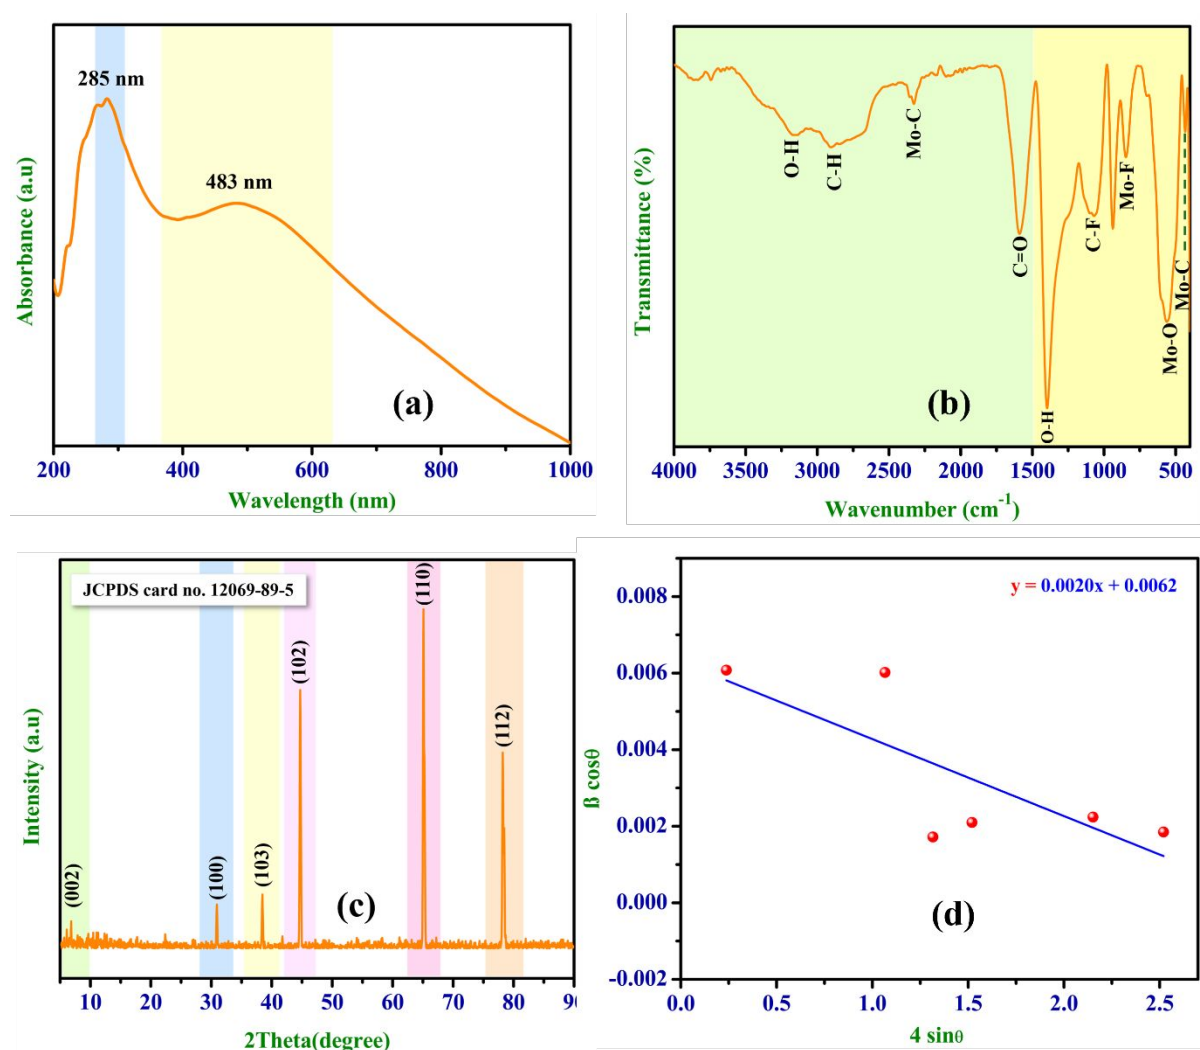 285 nm
483 nm
(a)
Absorbance (a.u)
200 400 600 800 1000
Wavelength (nm)
O-H
C-H
Mo-C
C=O
O-H
C-F
Mo-F
Mo-O
Mo-C
(b)
Transmittance (%)
4000 3500 3000 2500 2000 1500 1000 500
Wavenumber (cm⁻¹)
JCPDS card no. 12069-89-5
(002)
(100)
(103)
(102)
(110)
(112)
(c)
Intensity (a.u)
10 20 30 40 50 60 70 80 90
2Theta(degree)
y = 0.0020x + 0.0062
0.008
0.006
0.004
0.002
0.000
-0.002
ß cosθ
(d)
0.0 0.5 1.0 1.5 2.0 2.5
4 sinθ